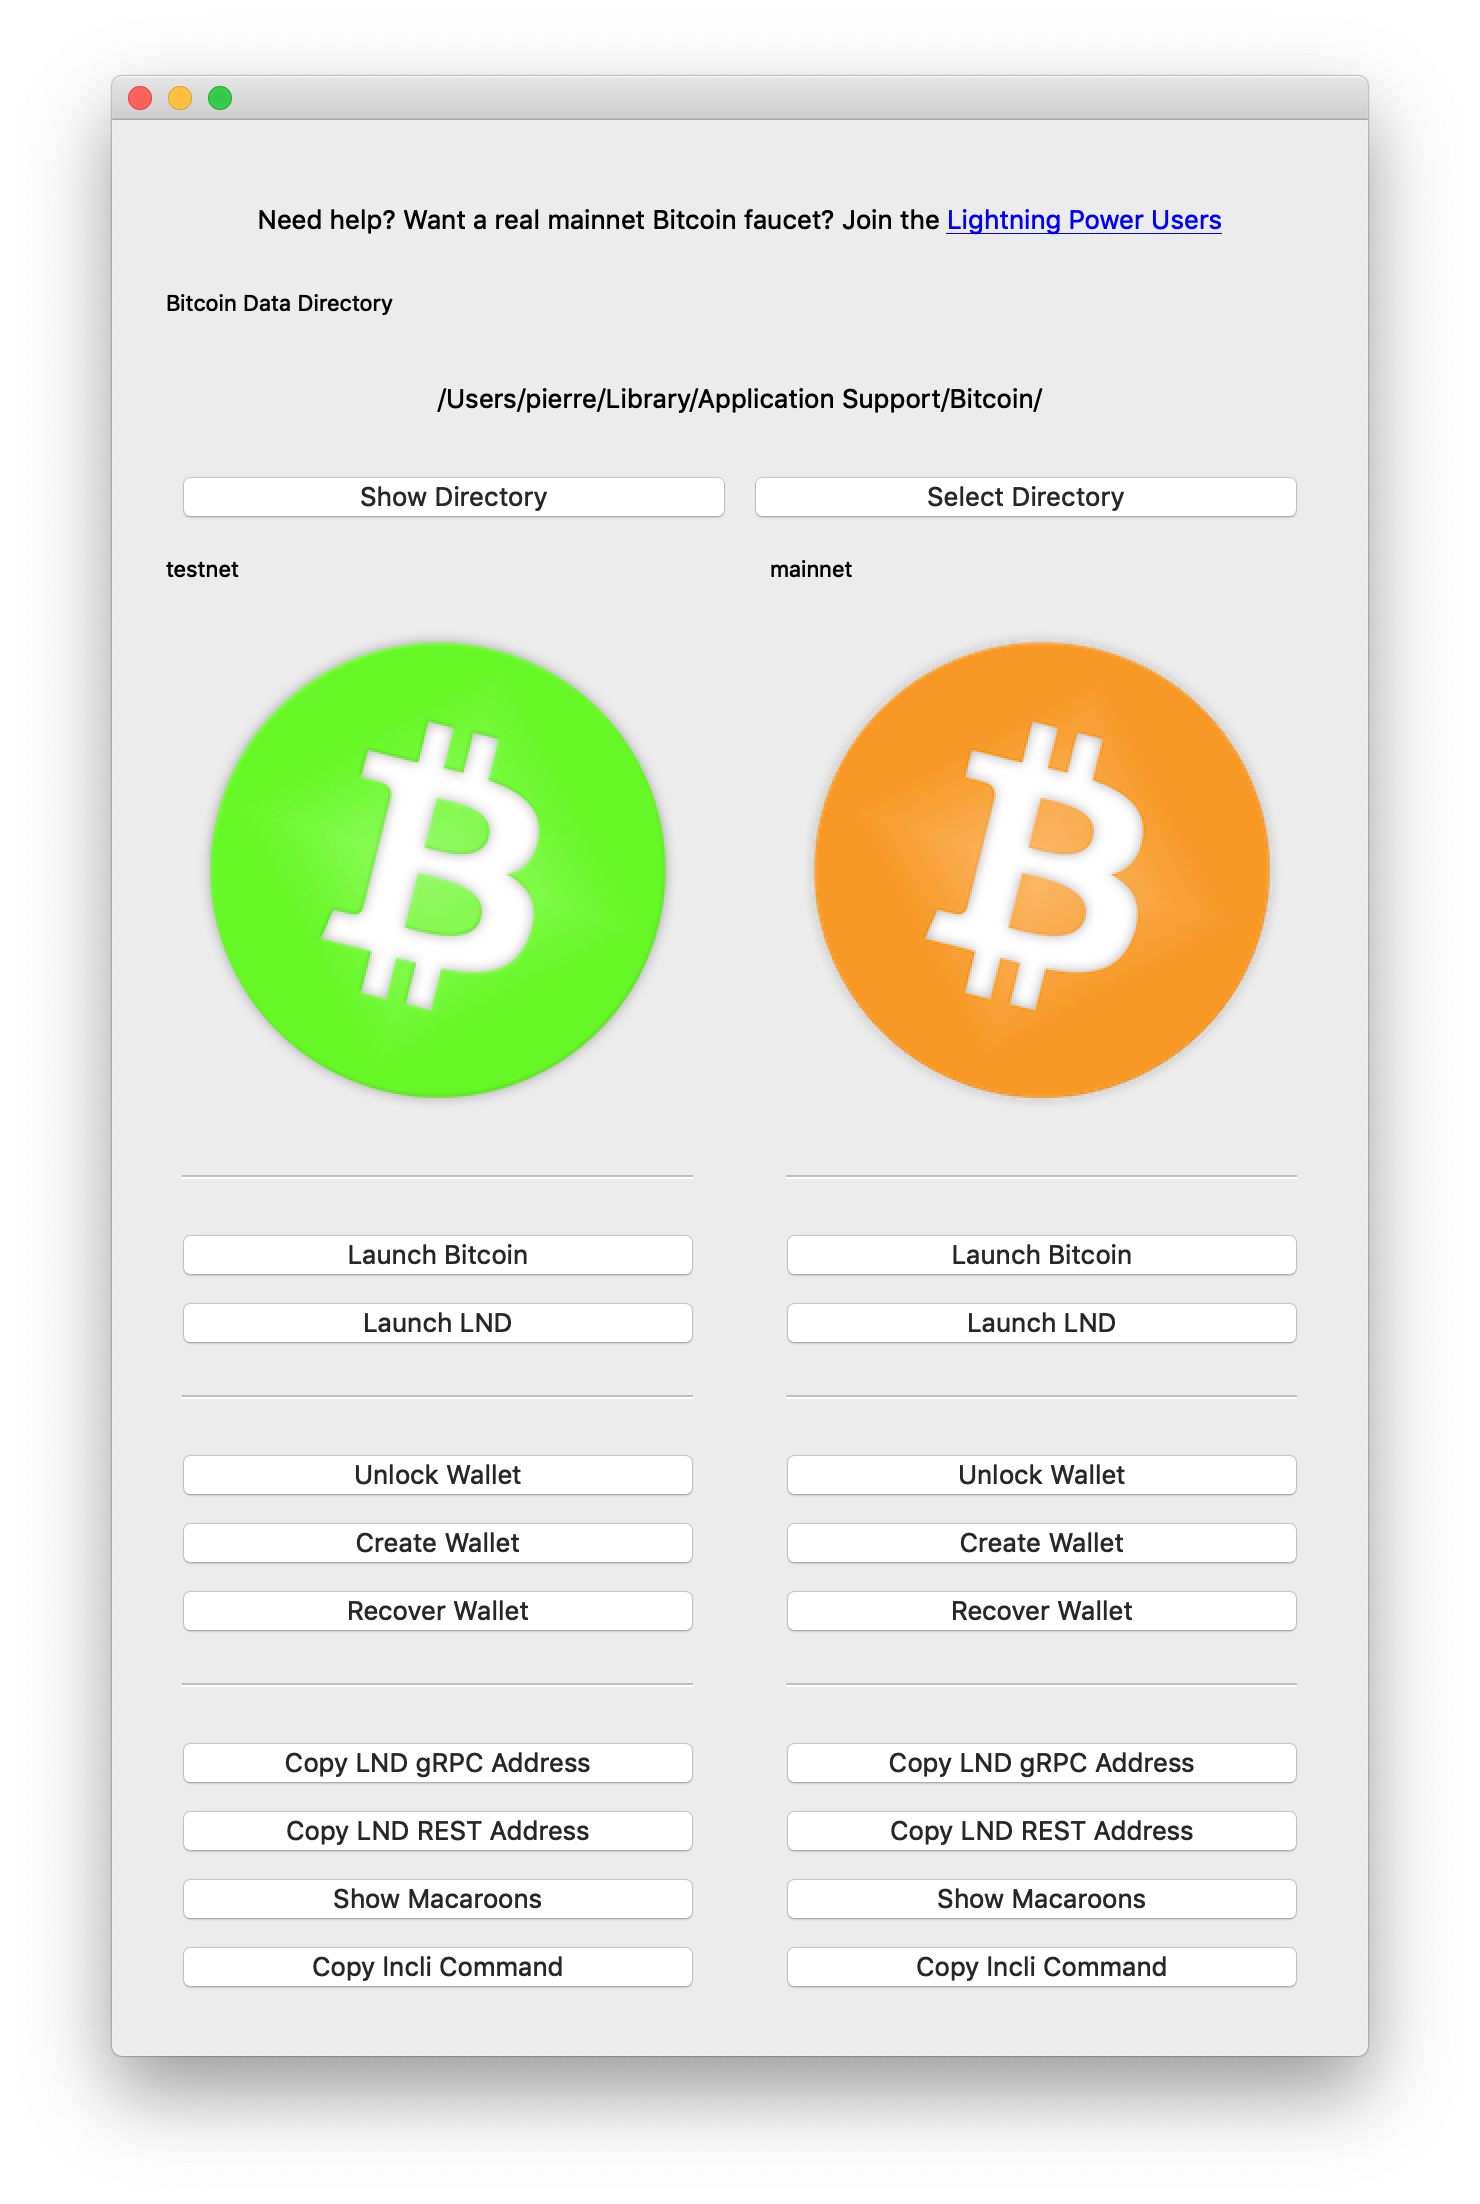 Need help? Want a real mainnet Bitcoin faucet? Join the Lightning Power Users
Bitcoin Data Directory
/Users/pierre/Library/Application Support/Bitcoin/
Show Directory
Select Directory
testnet
mainnet
Launch Bitcoin
Launch Bitcoin
Launch LND
Launch LND
Unlock Wallet
Unlock Wallet
Create Wallet
Create Wallet
Recover Wallet
Recover Wallet
Copy LND gRPC Address
Copy LND gRPC Address
Copy LND REST Address
Copy LND REST Address
Show Macaroons
Show Macaroons
Copy lncli Command
Copy lncli Command